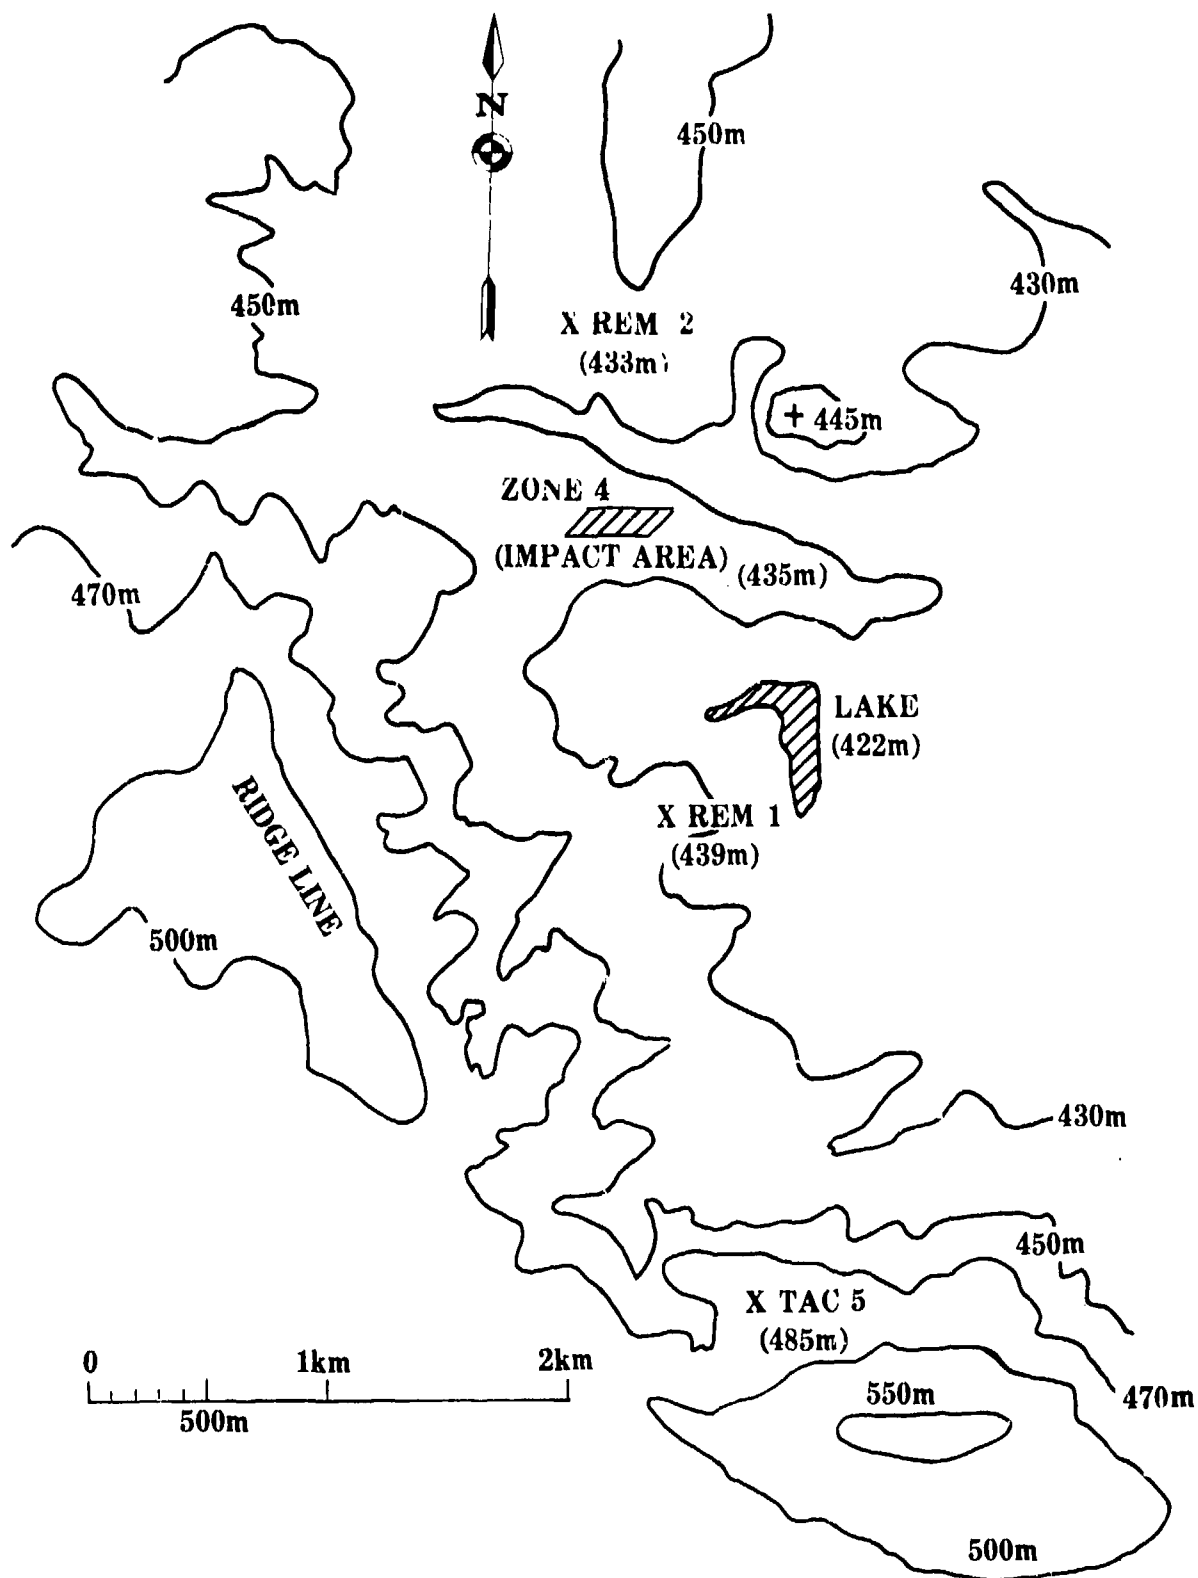 N
450m
430m
450m
X REM 2
(433m)
+ 445m
ZONE 4
(IMPACT AREA)
(435m)
470m
LAKE
(422m)
RIDGE LINE
X REM 1
(439m)
500m
430m
450m
X TAC 5
(485m)
0 1km 2km
500m
550m
470m
500m